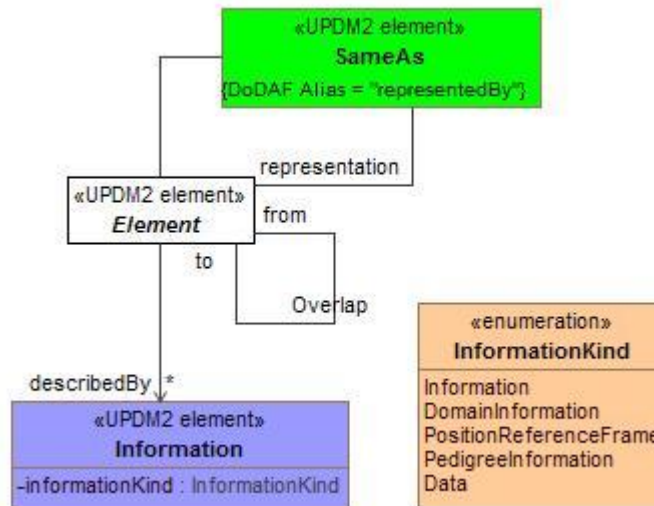 «UPDM2 element»
SameAs
{DoDAF Alias = "representedBy"}
representation
«UPDM2 element»
Element
from
to
Overlap
«enumeration»
InformationKind
Information
DomainInformation
PositionReferenceFrame
PedigreeInformation
Data
describedBy *
«UPDM2 element»
Information
-informationKind : InformationKind